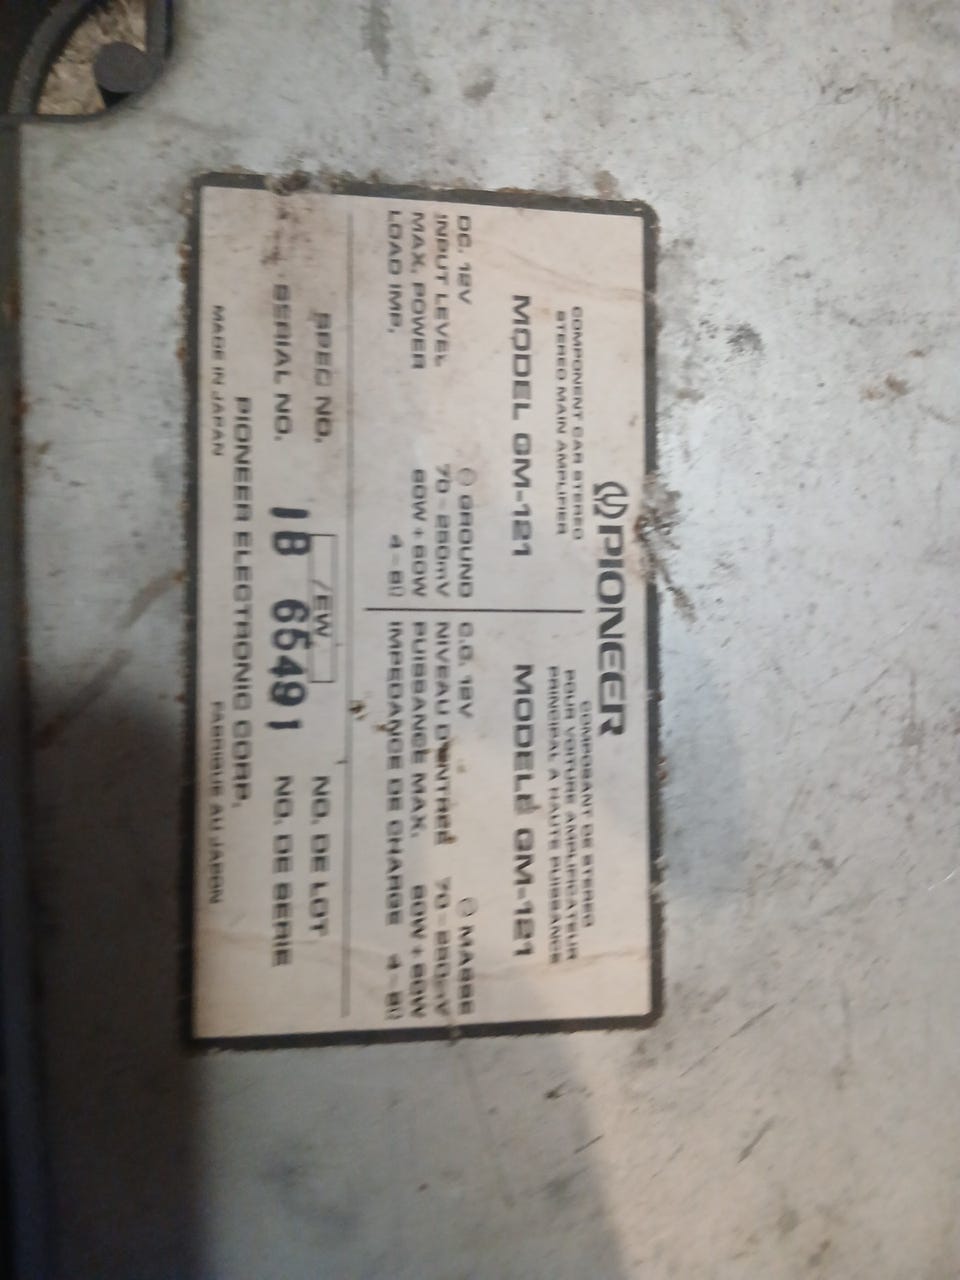 PIONEER
COMPONENT CAR STEREO
STEREO MAIN AMPLIFIER
MODEL GM-121
COMPOSANT DE STEREO
POUR VOITURE AMPLIFICATEUR
PRINCIPAL A HAUTE PUISSANCE
MODELÉ GM-121
DC. 12V ⊖ GROUND
INPUT LEVEL 70-250mV
MAX. POWER 60W+60W
LOAD IMP. 4-8Ω
C.C. 12V ⊖ MASSE
NIVEAU D'ENTREE 70-250mV
PUISSANCE MAX. 60W+60W
IMPEDANCE DE CHARGE 4-8Ω
SPEC NO. /EW NO. DE LOT
SERIAL NO. IB 66491 NO. DE SERIE
PIONEER ELECTRONIC CORP.
MADE IN JAPAN FABRIQUE AU JAPON